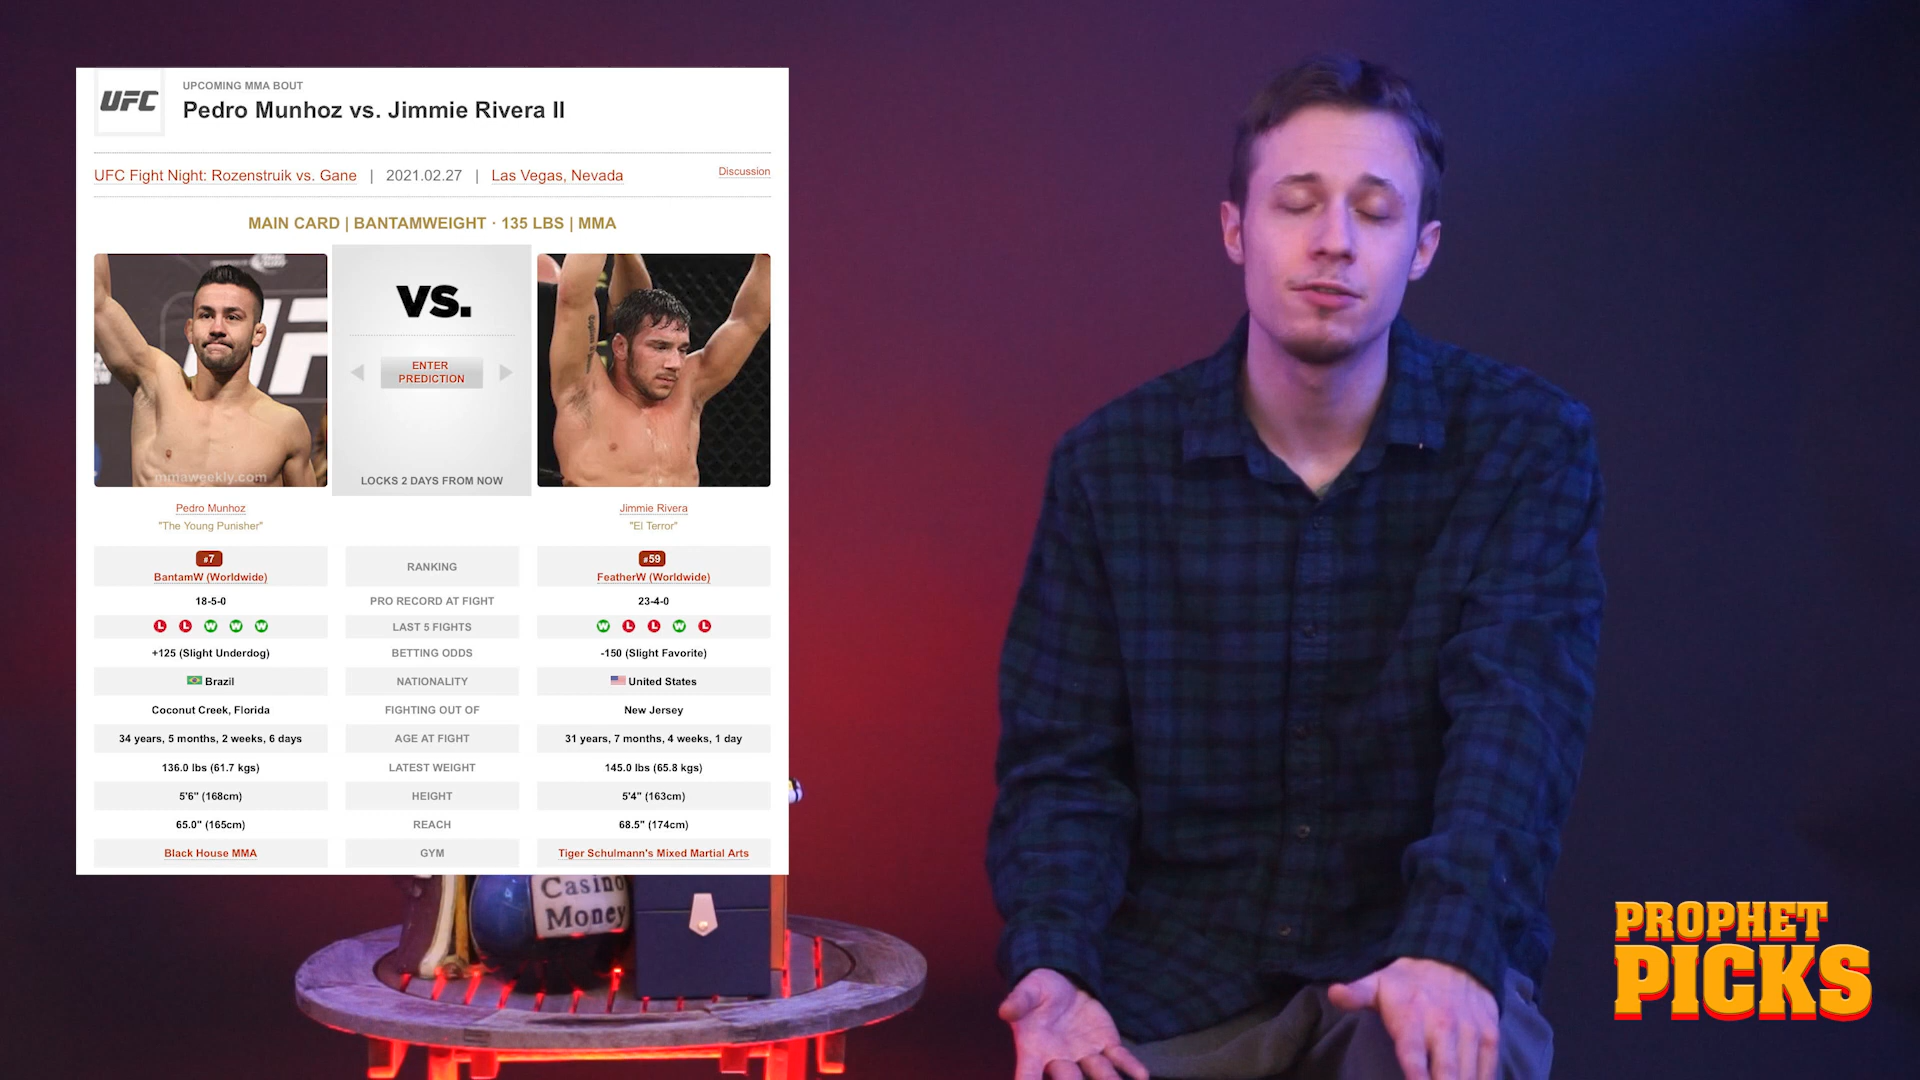 UFC
UPCOMING MMA BOUT
Pedro Munhoz vs. Jimmie Rivera II
UFC Fight Night: Rozenstruik vs. Gane | 2021.02.27 | Las Vegas, Nevada
Discussion
MAIN CARD | BANTAMWEIGHT · 135 LBS | MMA
VS.
ENTER
PREDICTION
LOCKS 2 DAYS FROM NOW
mmaweekly.com
Pedro Munhoz
"The Young Punisher"
Jimmie Rivera
"El Terror"
#7
BantamW (Worldwide)
RANKING
#59
FeatherW (Worldwide)
18-5-0 PRO RECORD AT FIGHT 23-4-0
L L W W W LAST 5 FIGHTS W L L W L
+125 (Slight Underdog) BETTING ODDS -150 (Slight Favorite)
Brazil NATIONALITY United States
Coconut Creek, Florida FIGHTING OUT OF New Jersey
34 years, 5 months, 2 weeks, 6 days AGE AT FIGHT 31 years, 7 months, 4 weeks, 1 day
136.0 lbs (61.7 kgs) LATEST WEIGHT 145.0 lbs (65.8 kgs)
5'6" (168cm) HEIGHT 5'4" (163cm)
65.0" (165cm) REACH 68.5" (174cm)
Black House MMA GYM Tiger Schulmann's Mixed Martial Arts
Casino
Money
PROPHET
PICKS